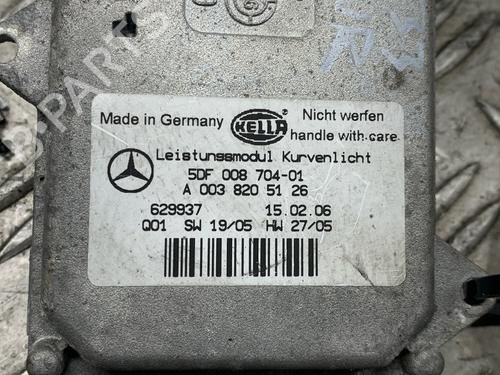 Made in Germany
HELLA
Nicht werfen
handle with care
Leistungsmodul Kurvenlicht
5DF 008 704-01
A 003 820 51 26
629937 15.02.06
Q01 SW 19/05 HW 27/05